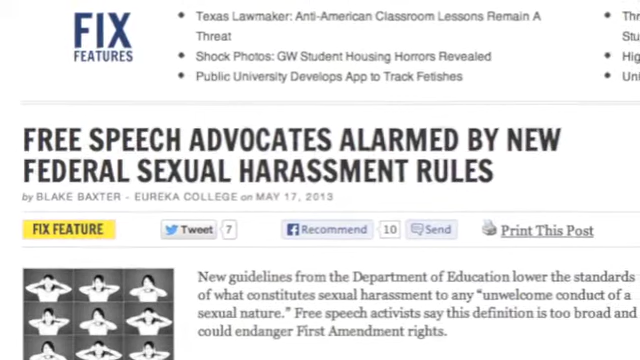 FIX
FEATURES
Texas Lawmaker: Anti-American Classroom Lessons Remain A
Threat
Shock Photos: GW Student Housing Horrors Revealed
Public University Develops App to Track Fetishes
FREE SPEECH ADVOCATES ALARMED BY NEW
FEDERAL SEXUAL HARASSMENT RULES
by BLAKE BAXTER - EUREKA COLLEGE on MAY 17, 2013
FIX FEATURE
Tweet 7
Recommend 10 Send
Print This Post
New guidelines from the Department of Education lower the standards
of what constitutes sexual harassment to any “unwelcome conduct of a
sexual nature.” Free speech activists say this definition is too broad and
could endanger First Amendment rights.